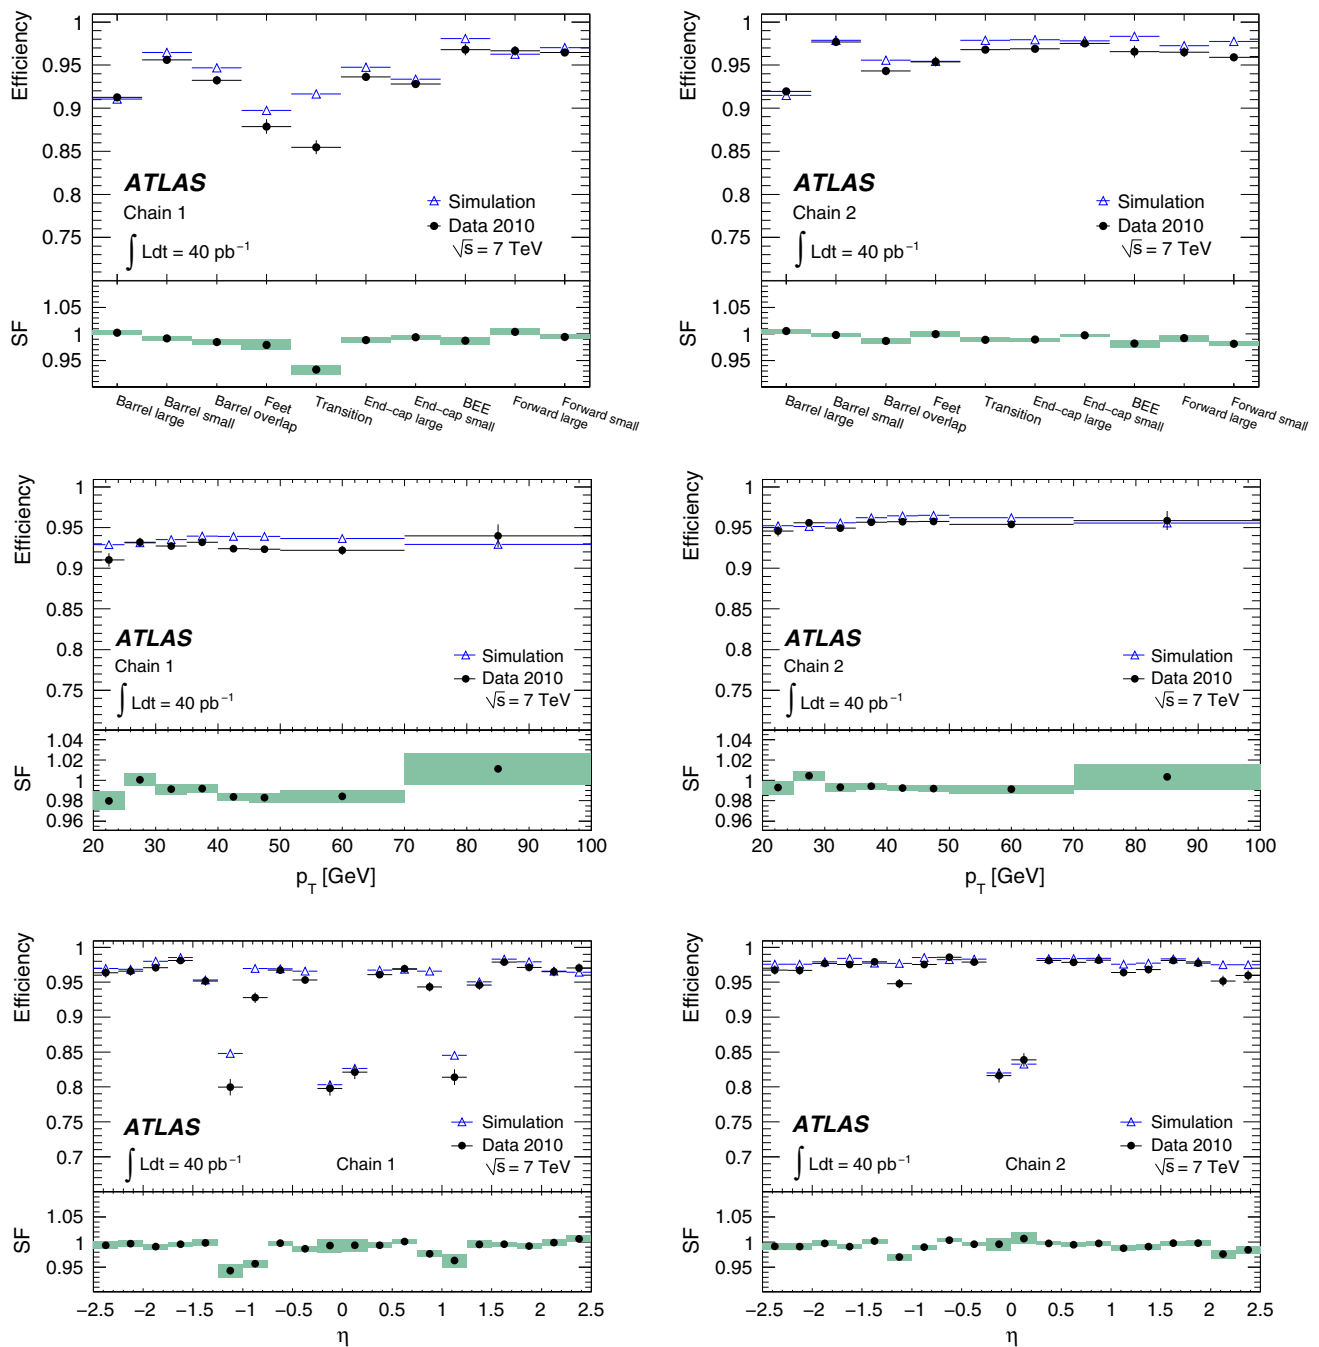 Efficiency
1
0.95
0.9
0.85
0.8
0.75
ATLAS
Chain 1
∫ Ldt = 40 pb⁻¹
Simulation
Data 2010
√s = 7 TeV
SF
1.05
1
0.95
Barrel large
Barrel small
Barrel overlap
Feet
Transition
End–cap large
End–cap small
BEE
Forward large
Forward small
Efficiency
1
0.95
0.9
0.85
0.8
0.75
ATLAS
Chain 2
∫ Ldt = 40 pb⁻¹
Simulation
Data 2010
√s = 7 TeV
SF
1.05
1
0.95
Barrel large
Barrel small
Barrel overlap
Feet
Transition
End–cap large
End–cap small
BEE
Forward large
Forward small
Efficiency
1
0.95
0.9
0.85
0.8
0.75
ATLAS
Chain 1
∫ Ldt = 40 pb⁻¹
Simulation
Data 2010
√s = 7 TeV
SF
1.04
1.02
1
0.98
0.96
20 30 40 50 60 70 80 90 100
p_T [GeV]
Efficiency
1
0.95
0.9
0.85
0.8
0.75
ATLAS
Chain 2
∫ Ldt = 40 pb⁻¹
Simulation
Data 2010
√s = 7 TeV
SF
1.04
1.02
1
0.98
0.96
20 30 40 50 60 70 80 90 100
p_T [GeV]
Efficiency
1
0.95
0.9
0.85
0.8
0.75
0.7
ATLAS
∫ Ldt = 40 pb⁻¹
Chain 1
Simulation
Data 2010
√s = 7 TeV
SF
1.05
1
0.95
−2.5 −2 −1.5 −1 −0.5 0 0.5 1 1.5 2 2.5
η
Efficiency
1
0.95
0.9
0.85
0.8
0.75
0.7
ATLAS
∫ Ldt = 40 pb⁻¹
Chain 2
Simulation
Data 2010
√s = 7 TeV
SF
1.05
1
0.95
−2.5 −2 −1.5 −1 −0.5 0 0.5 1 1.5 2 2.5
η